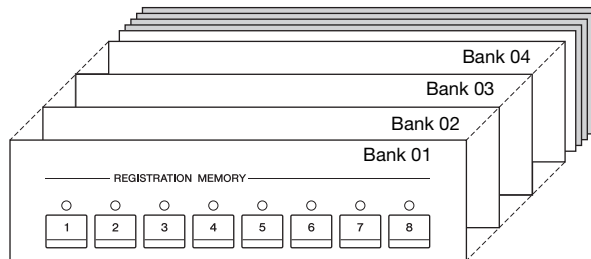 Bank 04
Bank 03
Bank 02
Bank 01
REGISTRATION MEMORY
1 2 3 4 5 6 7 8